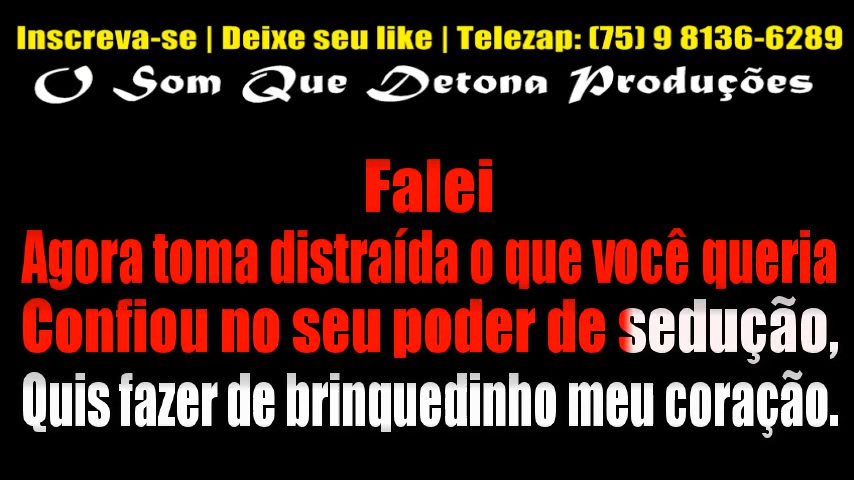 Inscreva-se | Deixe seu like | Telezap: (75) 9 8136-6289
O Som Que Detona Produções
Falei
Agora toma distraída o que você queria
Confiou no seu poder de sedução,
Quis fazer de brinquedinho meu coração.